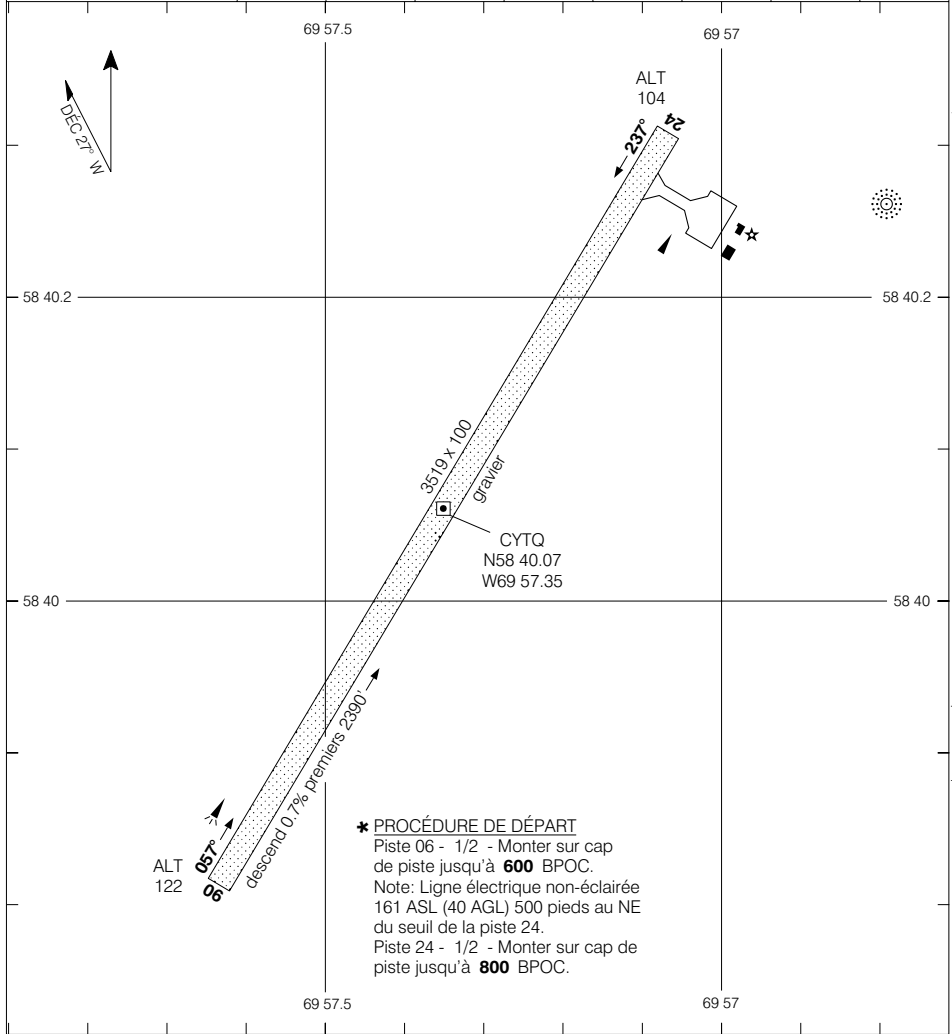 69 57.5
69 57
DÉC 27° W
ALT
104
24
237°
58 40.2
58 40.2
3519 x 100
gravier
CYTQ
N58 40.07
W69 57.35
58 40
58 40
descend 0.7% premiers 2390'
057°
06
ALT
122
* PROCÉDURE DE DÉPART
Piste 06 - 1/2 - Monter sur cap
de piste jusqu'à 600 BPOC.
Note: Ligne électrique non-éclairée
161 ASL (40 AGL) 500 pieds au NE
du seuil de la piste 24.
Piste 24 - 1/2 - Monter sur cap de
piste jusqu'à 800 BPOC.
69 57.5
69 57